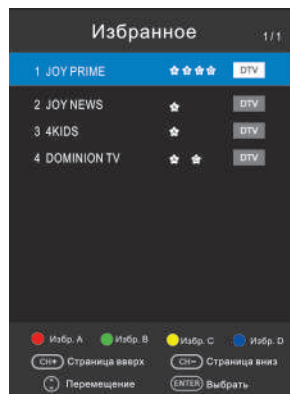 Избранное 1/1
1 JOY PRIME DTV
2 JOY NEWS DTV
3 4KIDS DTV
4 DOMINION TV DTV
Избр. A Избр. B Избр. C Избр. D
CH+ Страница вверх CH- Страница вниз
Перемещение ENTER Выбрать